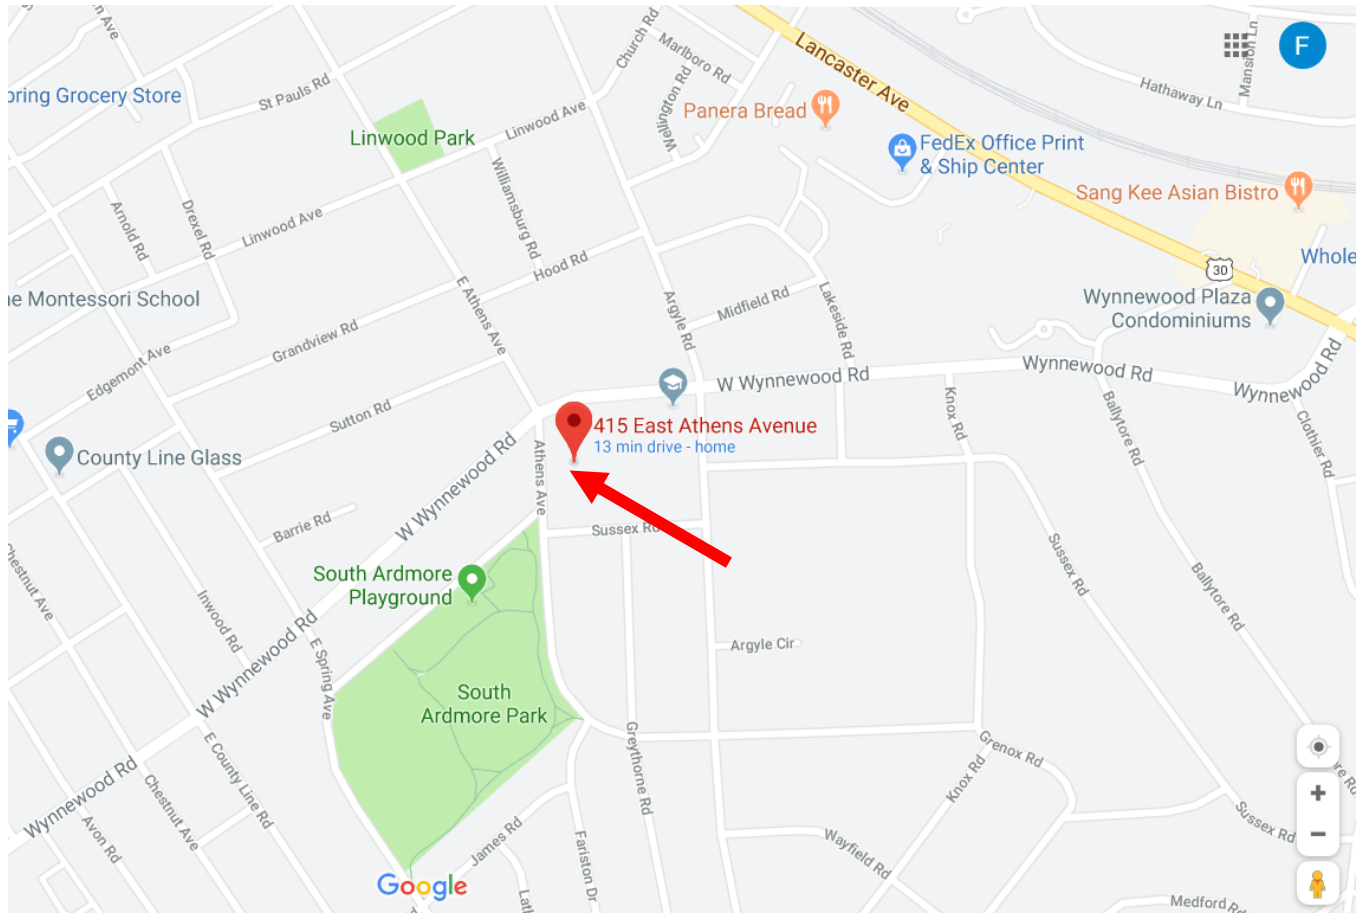 Church Rd
Marlboro Rd
Lancaster Ave
Mansion Ln
F
Hathaway Ln
oring Grocery Store
St Pauls Rd
Linwood Park
Linwood Ave
Wellington Rd
Panera Bread
FedEx Office Print
& Ship Center
Sang Kee Asian Bistro
Williamsburg Rd
Arnold Rd
Drexel Rd
Linwood Ave
Hood Rd
Whole
30
ne Montessori School
E Athens Ave
Argyle Rd
Midfield Rd
Lakeside Rd
Wynnewood Plaza
Condominiums
Grandview Rd
Edgemont Ave
W Wynnewood Rd
Wynnewood Rd
Wynnewood Rd
Sutton Rd
415 East Athens Avenue
13 min drive - home
Knox Rd
Ballytore Rd
Clothier Rd
County Line Glass
W Wynnewood Rd
Athens Ave
Barrie Rd
Sussex Rd
Sussex Rd
Chestnut Ave
South Ardmore
Playground
Inwood Rd
Ballytore Rd
E Spring Ave
W Wynnewood Rd
Argyle Cir
South
Ardmore Park
Greythorne Rd
E County Line Rd
Grenox Rd
Knox Rd
Wynnewood Rd
Chestnut Ave
Avon Rd
James Rd
Fariston Dr
Wayfield Rd
Sussex Rd
re Rd
Google
Medford Rd